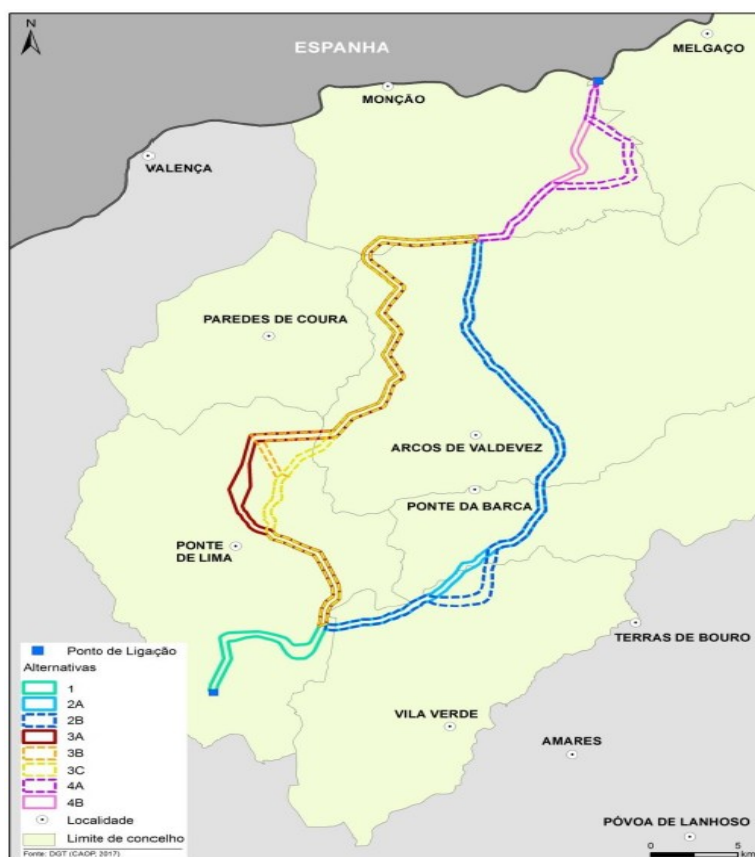 N
ESPANHA
MELGAÇO
MONÇÃO
VALENÇA
PAREDES DE COURA
ARCOS DE VALDEVEZ
PONTE DA BARCA
PONTE
DE LIMA
TERRAS DE BOURO
VILA VERDE
AMARES
PÓVOA DE LANHOSO
Ponto de Ligação
Alternativas
1
2A
2B
3A
3B
3C
4A
4B
Localidade
Limite de concelho
Fonte: DGT (CAOP, 2017)
0 5
km